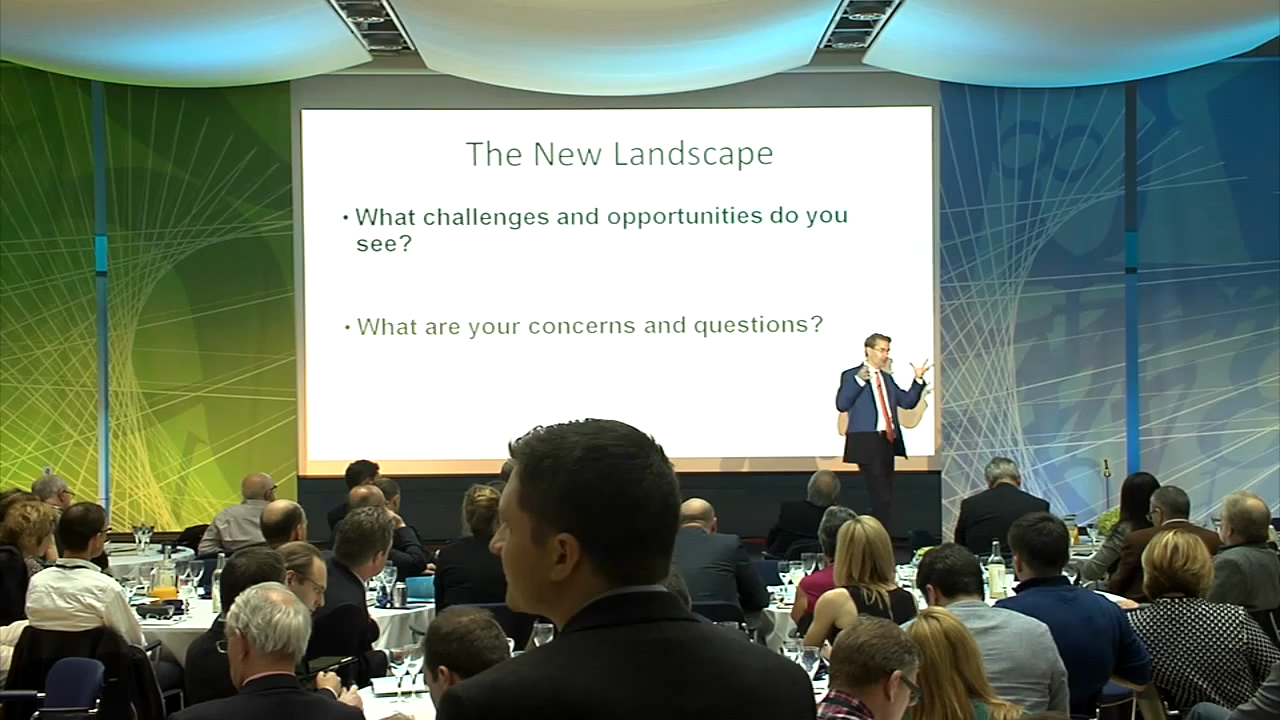 The New Landscape
• What challenges and opportunities do you
see?
• What are your concerns and questions?